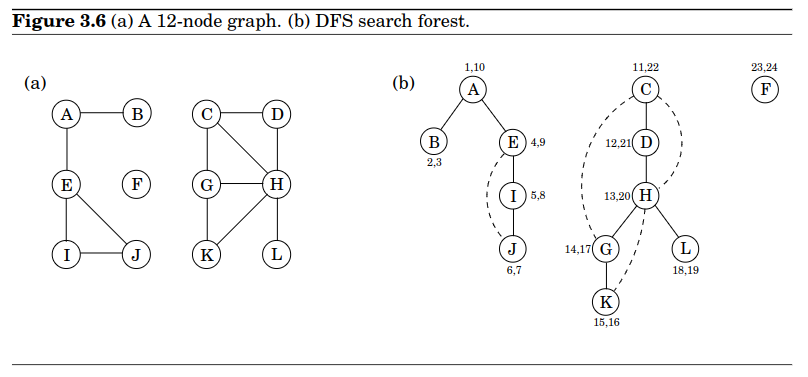 Figure 3.6 (a) A 12-node graph. (b) DFS search forest.
(a)
A B
C D
E F
G H
I J
K L
(b)
1,10
A
B
2,3
E 4,9
I 5,8
J
6,7
11,22
C
12,21 D
13,20 H
14,17 G
L
18,19
K
15,16
23,24
F